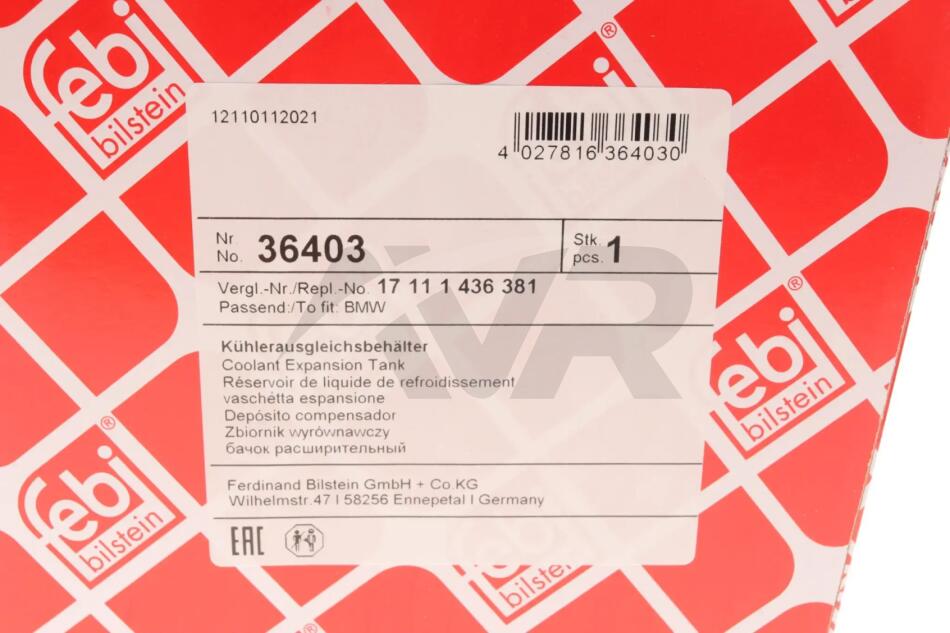 febi
bilstein
®
12110112021
4 027816 364030
Nr.
No. 36403
Stk.
pcs. 1
Vergl.-Nr./Repl.-No. 17 11 1 436 381
Passend:/To fit: BMW
Kühlerausgleichsbehälter
Coolant Expansion Tank
Réservoir de liquide de refroidissement
vaschétta espansione
Depósito compensador
Zbiornik wyrównawczy
бачок расширительный
Ferdinand Bilstein GmbH + Co.KG
Wilhelmstr.47 I 58256 Ennepetal I Germany
EAC
AVR
®
febi
bilstein
®
febi
bilstein
febi
bilstein
®